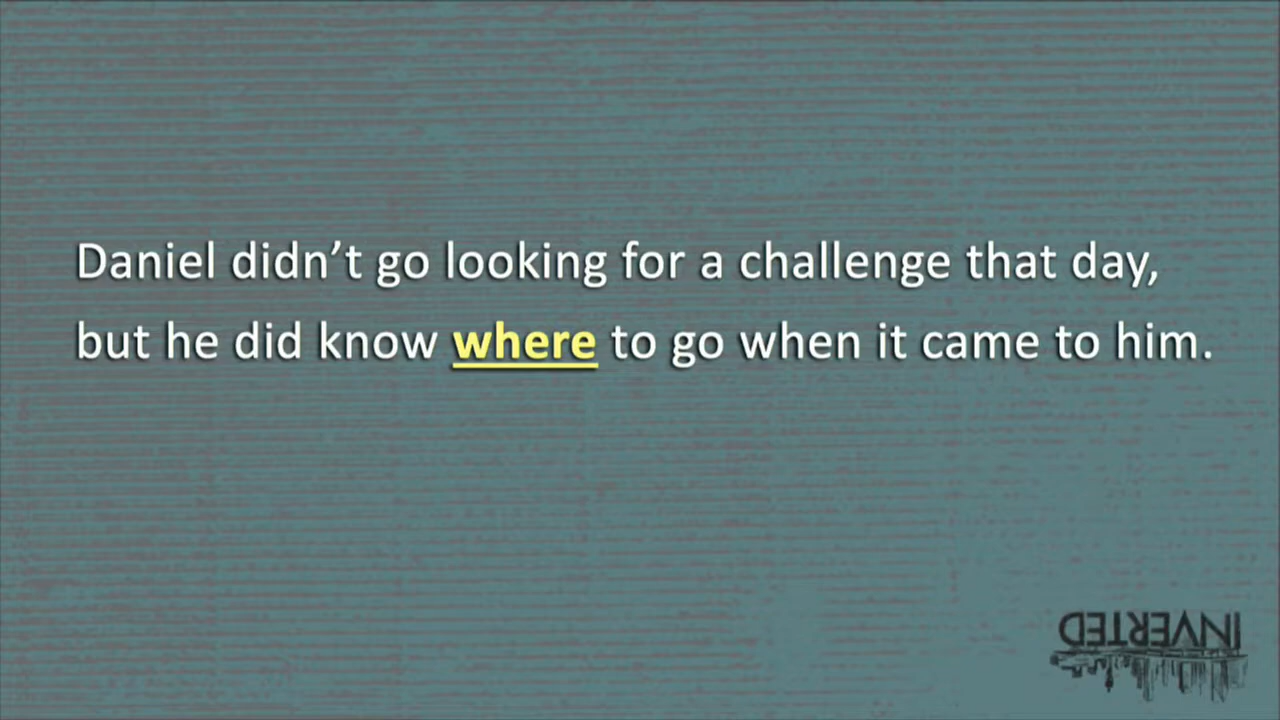 Daniel didn’t go looking for a challenge that day,
but he did know where to go when it came to him.
INVERTED